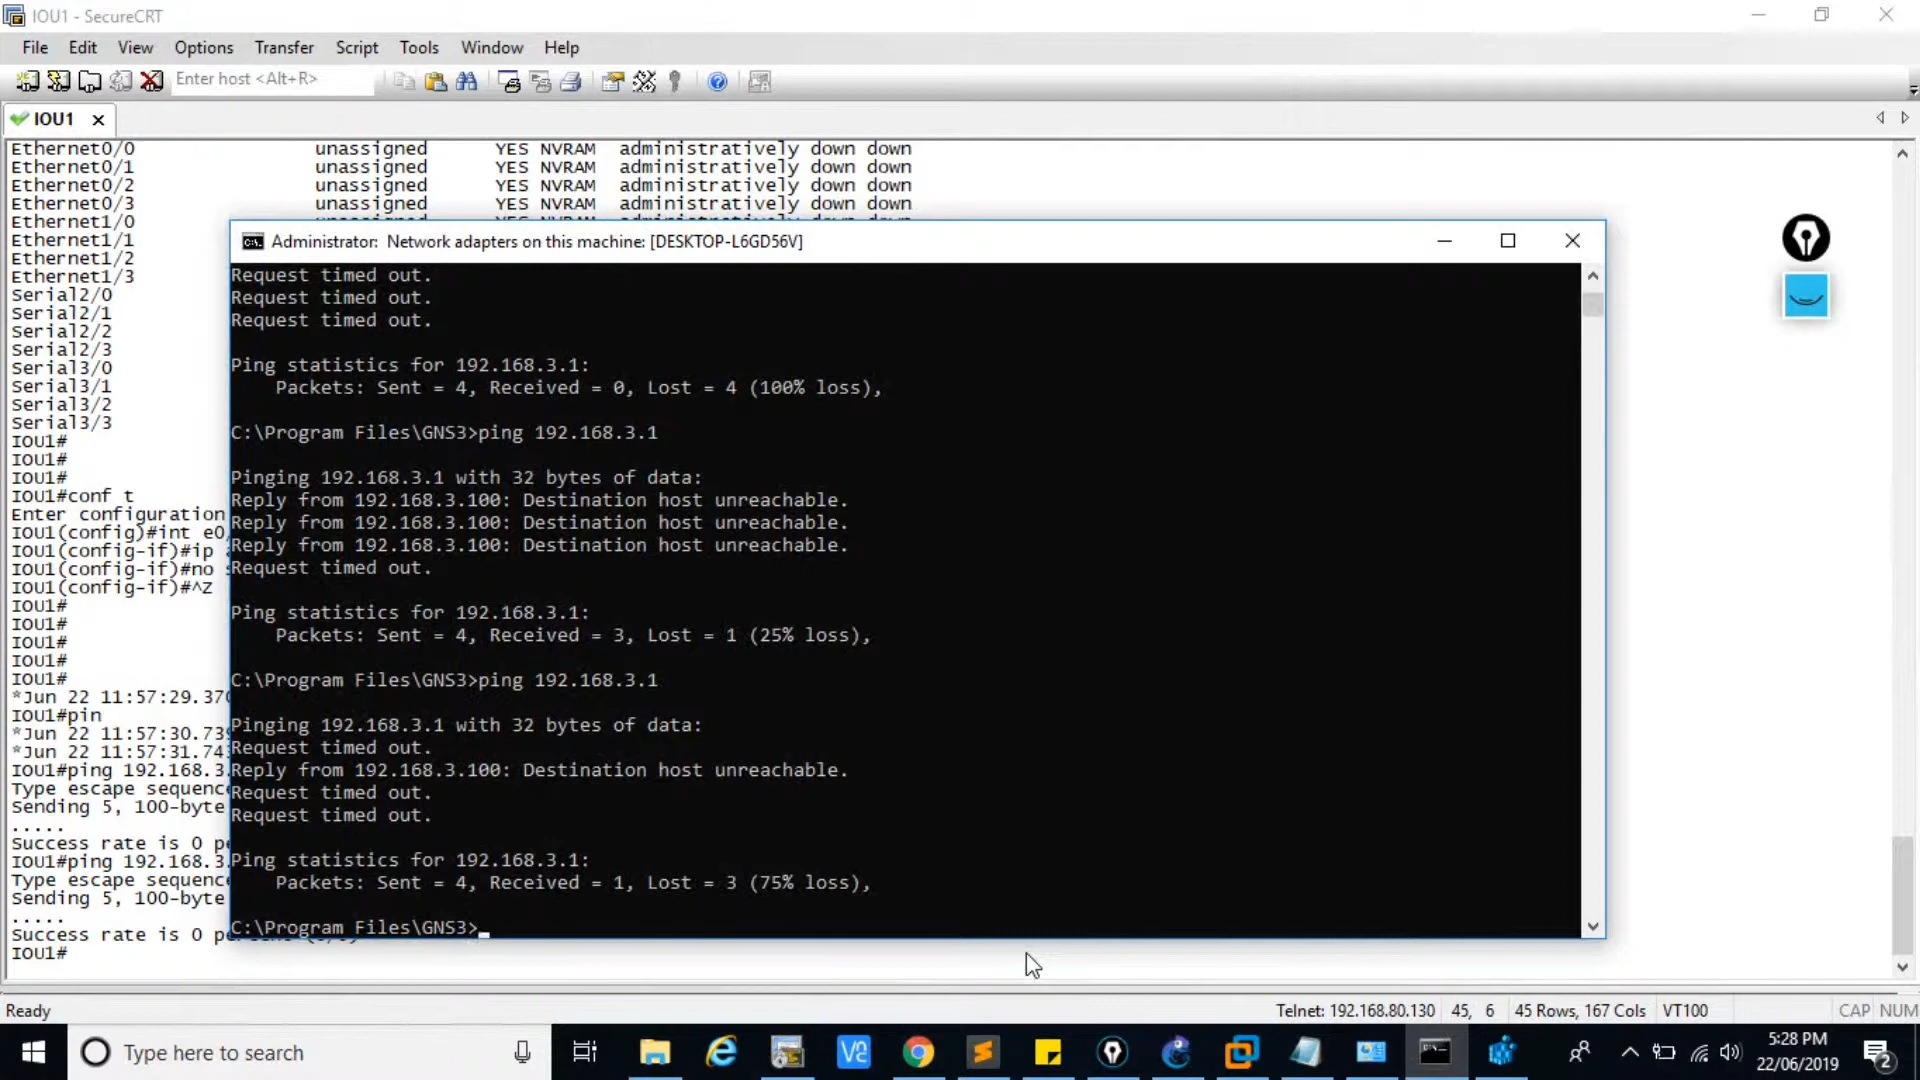 IOU1 - SecureCRT
File Edit View Options Transfer Script Tools Window Help
Enter host <Alt+R>
IOU1
Ethernet0/0 unassigned YES NVRAM administratively down down
Ethernet0/1 unassigned YES NVRAM administratively down down
Ethernet0/2 unassigned YES NVRAM administratively down down
Ethernet0/3 unassigned YES NVRAM administratively down down
Ethernet1/0 unassigned YES NVRAM administratively down down
Ethernet1/1
Ethernet1/2
Ethernet1/3
Serial2/0
Serial2/1
Serial2/2
Serial2/3
Serial3/0
Serial3/1
Serial3/2
Serial3/3
IOU1#
IOU1#
IOU1#
IOU1#conf t
Enter configuration
IOU1(config)#int e0
IOU1(config-if)#ip
IOU1(config-if)#no
IOU1(config-if)#^Z
IOU1#
IOU1#
IOU1#
IOU1#
IOU1#
*Jun 22 11:57:29.370
IOU1#pin
*Jun 22 11:57:30.739
*Jun 22 11:57:31.74
IOU1#ping 192.168.3.
Type escape sequence
Sending 5, 100-byte
.....
Success rate is 0 pe
IOU1#ping 192.168.3.
Type escape sequence
Sending 5, 100-byte
.....
Success rate is 0 percent (0/5)
IOU1#
Administrator: Network adapters on this machine: [DESKTOP-L6GD56V]
Request timed out.
Request timed out.
Request timed out.
Ping statistics for 192.168.3.1:
Packets: Sent = 4, Received = 0, Lost = 4 (100% loss),
C:\Program Files\GNS3>ping 192.168.3.1
Pinging 192.168.3.1 with 32 bytes of data:
Reply from 192.168.3.100: Destination host unreachable.
Reply from 192.168.3.100: Destination host unreachable.
Reply from 192.168.3.100: Destination host unreachable.
Request timed out.
Ping statistics for 192.168.3.1:
Packets: Sent = 4, Received = 3, Lost = 1 (25% loss),
C:\Program Files\GNS3>ping 192.168.3.1
Pinging 192.168.3.1 with 32 bytes of data:
Request timed out.
Reply from 192.168.3.100: Destination host unreachable.
Request timed out.
Request timed out.
Ping statistics for 192.168.3.1:
Packets: Sent = 4, Received = 1, Lost = 3 (75% loss),
C:\Program Files\GNS3>
Ready Telnet: 192.168.80.130 45, 6 45 Rows, 167 Cols VT100 CAP NUM
Type here to search
5:28 PM
22/06/2019
2